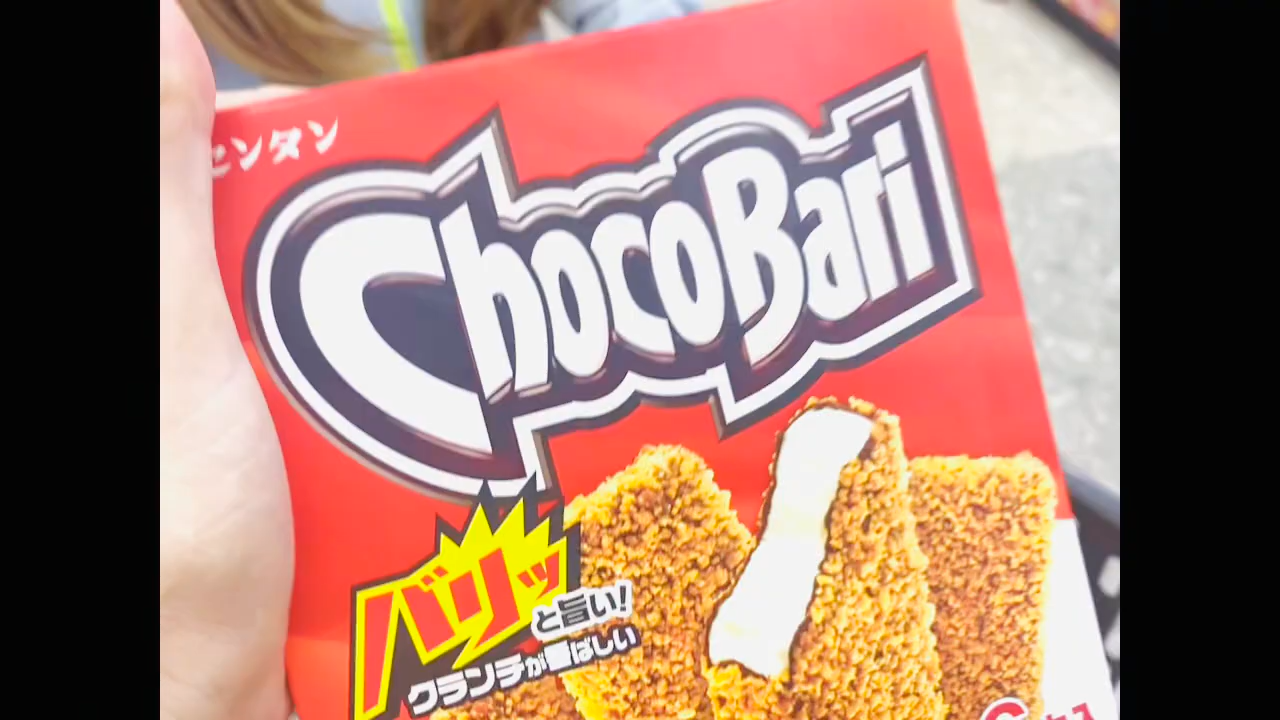 センタン
ChocoBari
バリッ
と旨い!
クランチが香ばしい